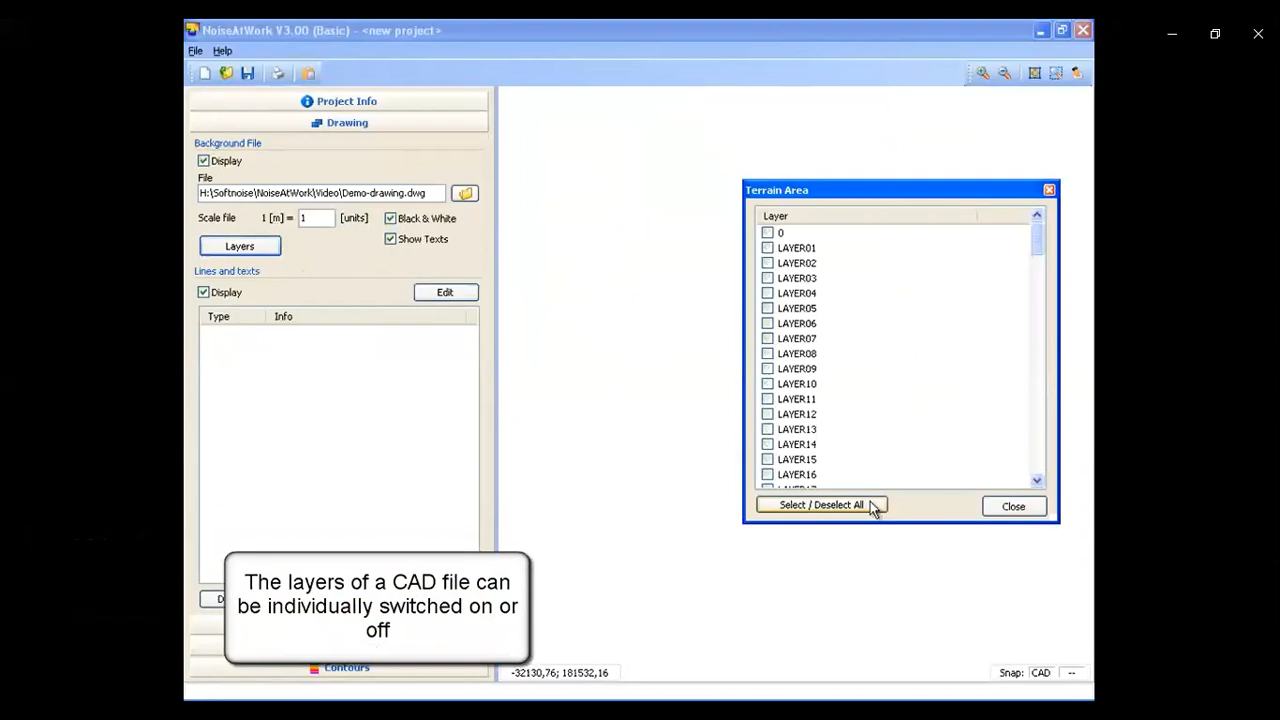 NoiseAtWork V3.00 (Basic) - <new project>
File Help
Project Info
Drawing
Background File
Display
File
H:\Softnoise\NoiseAtWork\Video\Demo-drawing.dwg
Scale file 1 [m] = 1 [units] Black & White
Show Texts
Layers
Lines and texts
Display Edit
Type Info
The layers of a CAD file can
be individually switched on or
off
Contours
Terrain Area
Layer
0
LAYER01
LAYER02
LAYER03
LAYER04
LAYER05
LAYER06
LAYER07
LAYER08
LAYER09
LAYER10
LAYER11
LAYER12
LAYER13
LAYER14
LAYER15
LAYER16
Select / Deselect All Close
-32130,76; 181532,16 Snap: CAD --